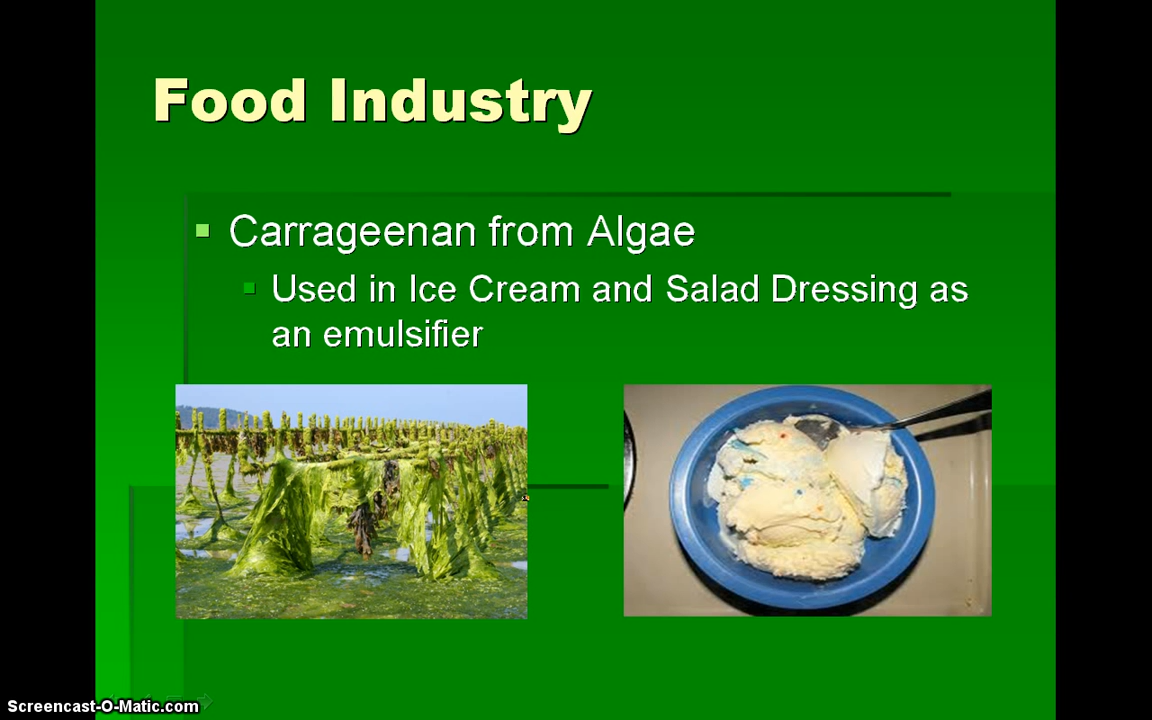 Food Industry
Carrageenan from Algae
Used in Ice Cream and Salad Dressing as
an emulsifier
Screencast-O-Matic.com